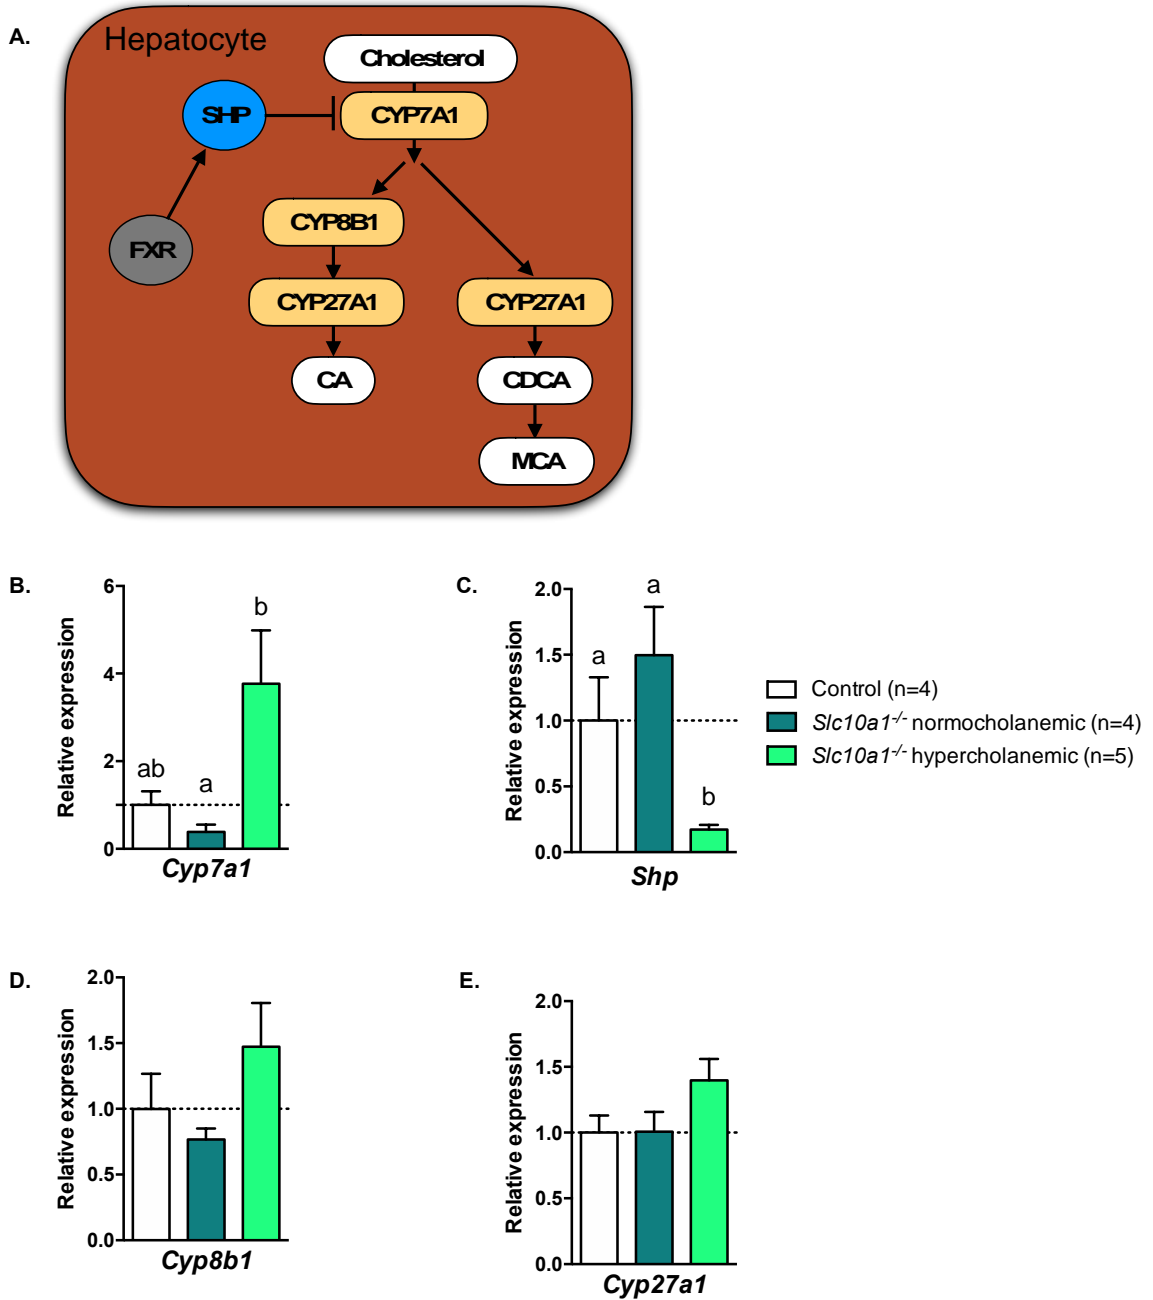 A.
Hepatocyte
Cholesterol
SHP
CYP7A1
CYP8B1
FXR
CYP27A1
CYP27A1
CA
CDCA
MCA
B.
6
4
2
0
Relative expression
ab
a
b
Cyp7a1
C.
2.0
1.5
1.0
0.5
0.0
Relative expression
a
a
b
Shp
Control (n=4)
Slc10a1-/- normocholanemic (n=4)
Slc10a1-/- hypercholanemic (n=5)
D.
2.0
1.5
1.0
0.5
0.0
Relative expression
Cyp8b1
E.
2.0
1.5
1.0
0.5
0.0
Relative expression
Cyp27a1